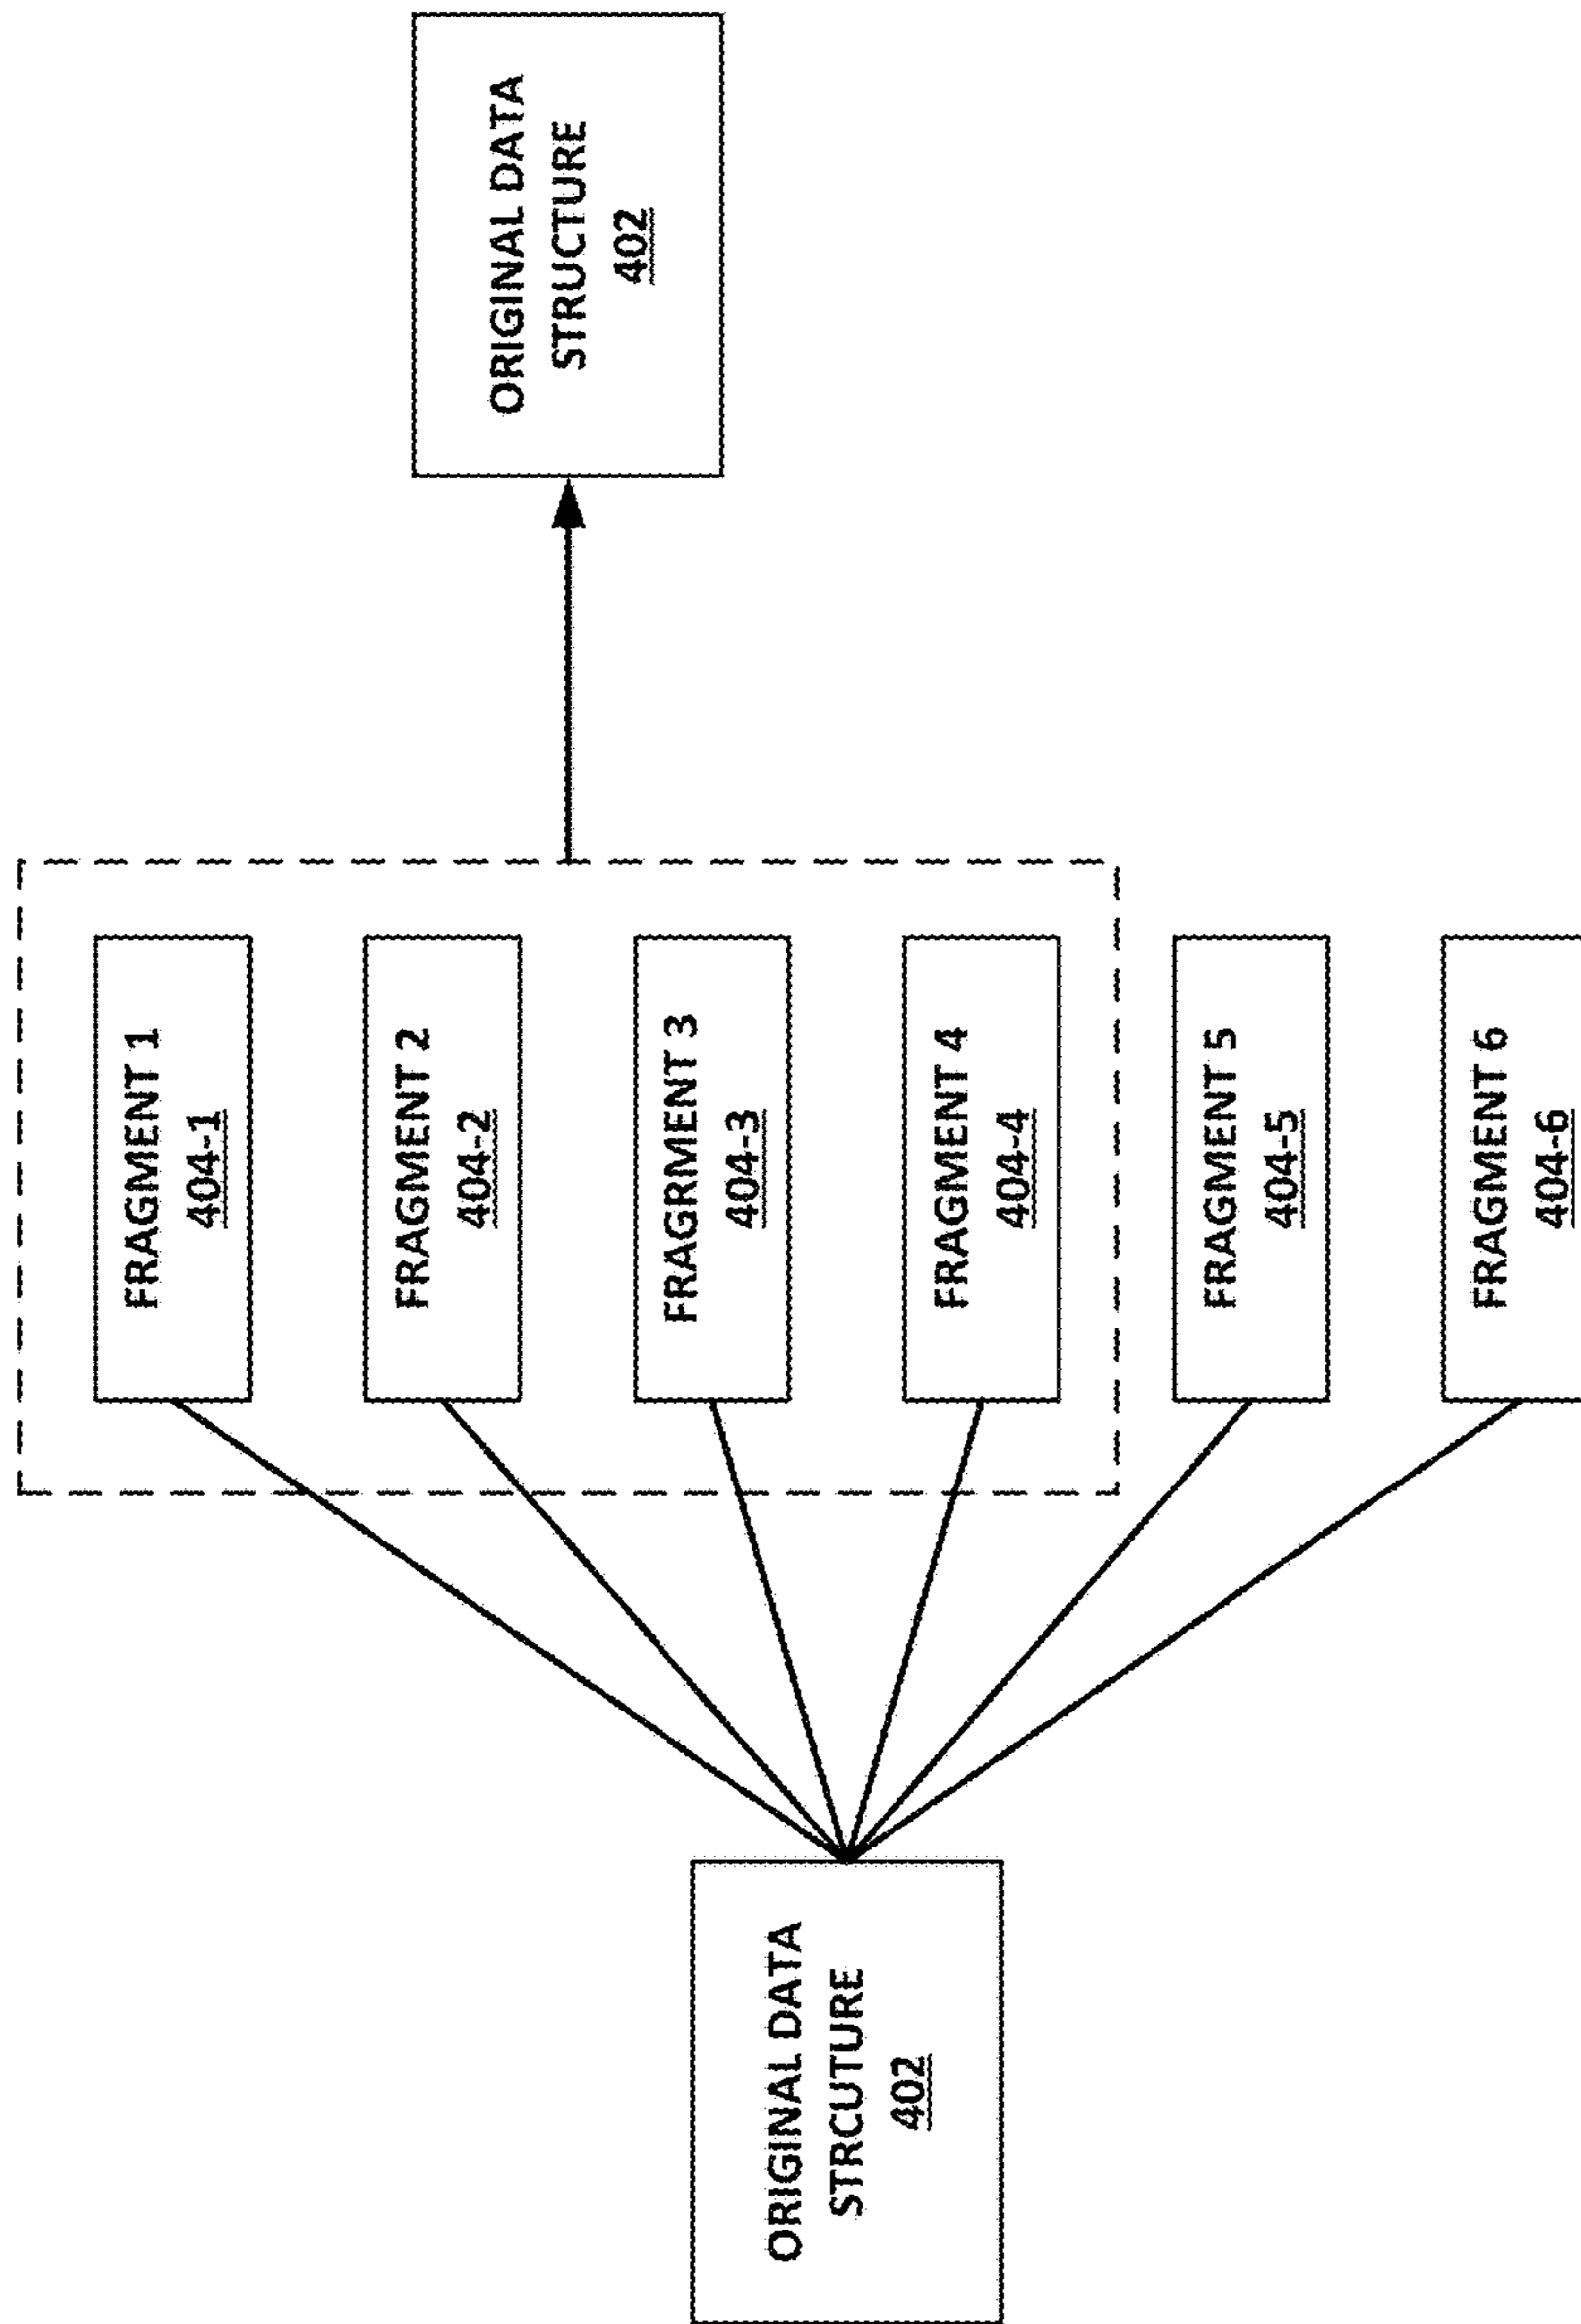 ORIGINAL DATA
STRCUTURE
402
FRAGMENT 1
404-1
FRAGMENT 2
404-2
FRAGRMENT 3
404-3
FRAGMENT 4
404-4
FRAGMENT 5
404-5
FRAGMENT 6
404-6
ORIGINAL DATA
STRUCTURE
402